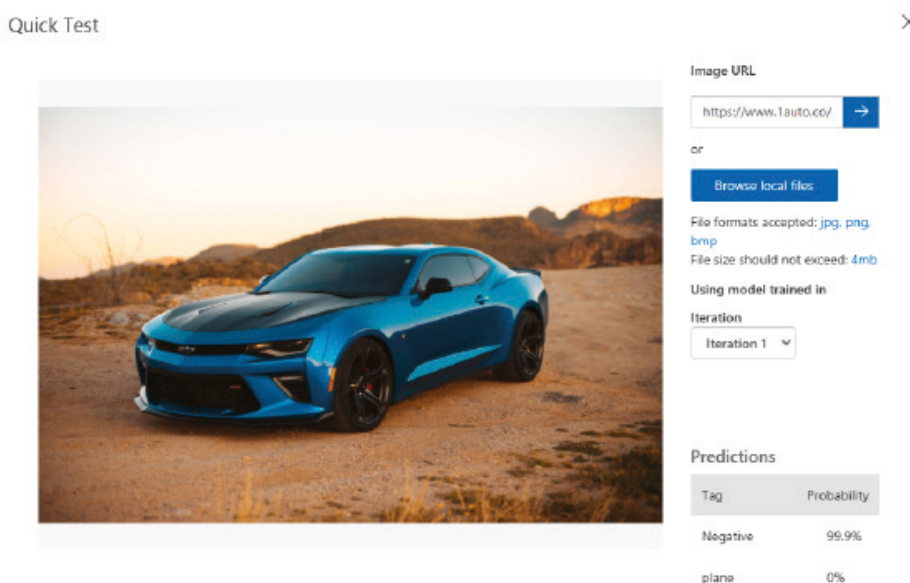 Quick Test
Image URL
https://www.1auto.co/
or
Browse local files
File formats accepted: jpg, png,
bmp
File size should not exceed: 4mb
Using model trained in
Iteration
Iteration 1
Predictions
Tag Probability
Negative 99.9%
plane 0%